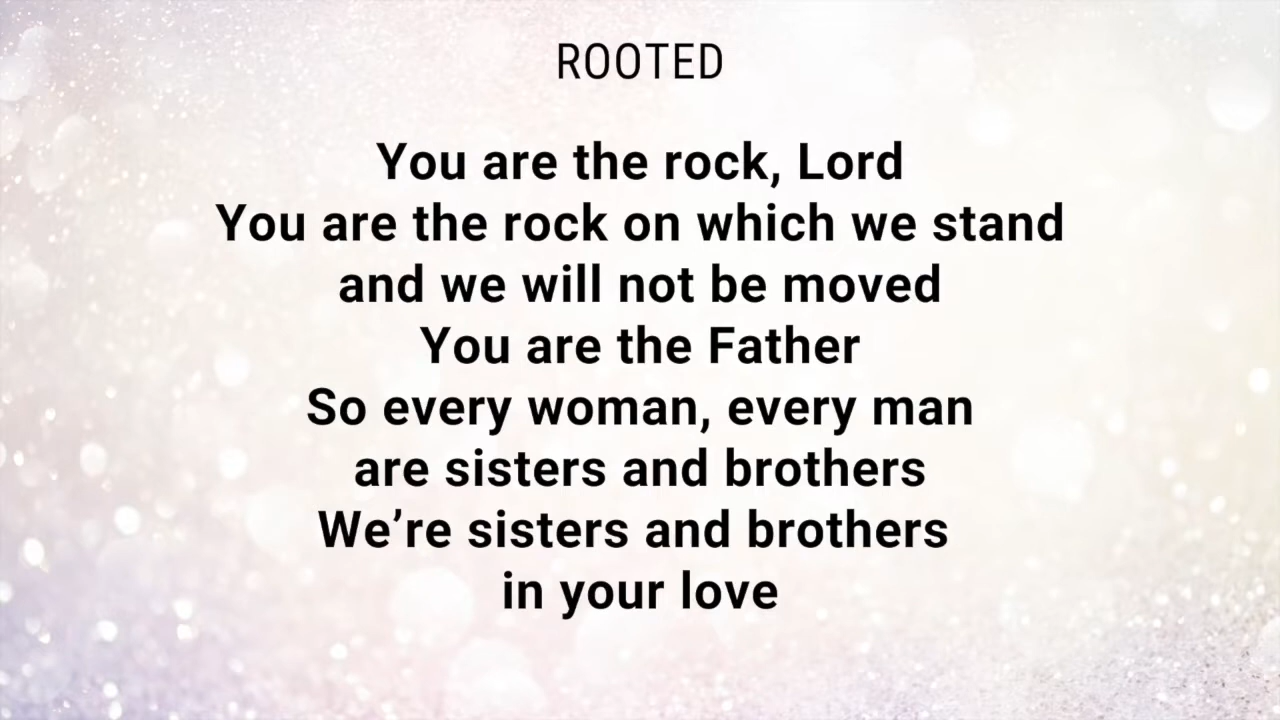 ROOTED
You are the rock, Lord
You are the rock on which we stand
and we will not be moved
You are the Father
So every woman, every man
are sisters and brothers
We’re sisters and brothers
in your love